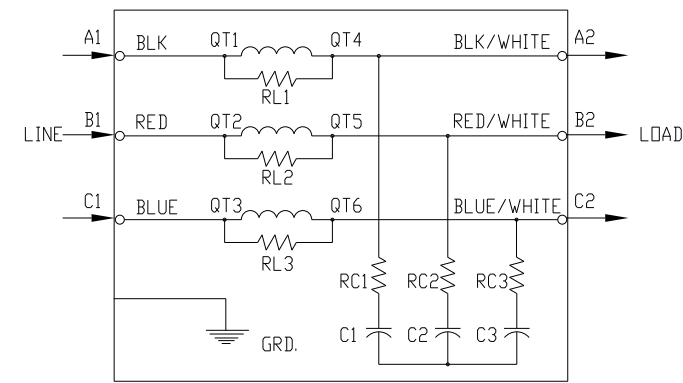 A1 BLK QT1 QT4 BLK/WHITE A2
RL1
LINE B1 RED QT2 QT5 RED/WHITE B2 LOAD
RL2
C1 BLUE QT3 QT6 BLUE/WHITE C2
RL3
RC1 RC2 RC3
C1 C2 C3
GRD.